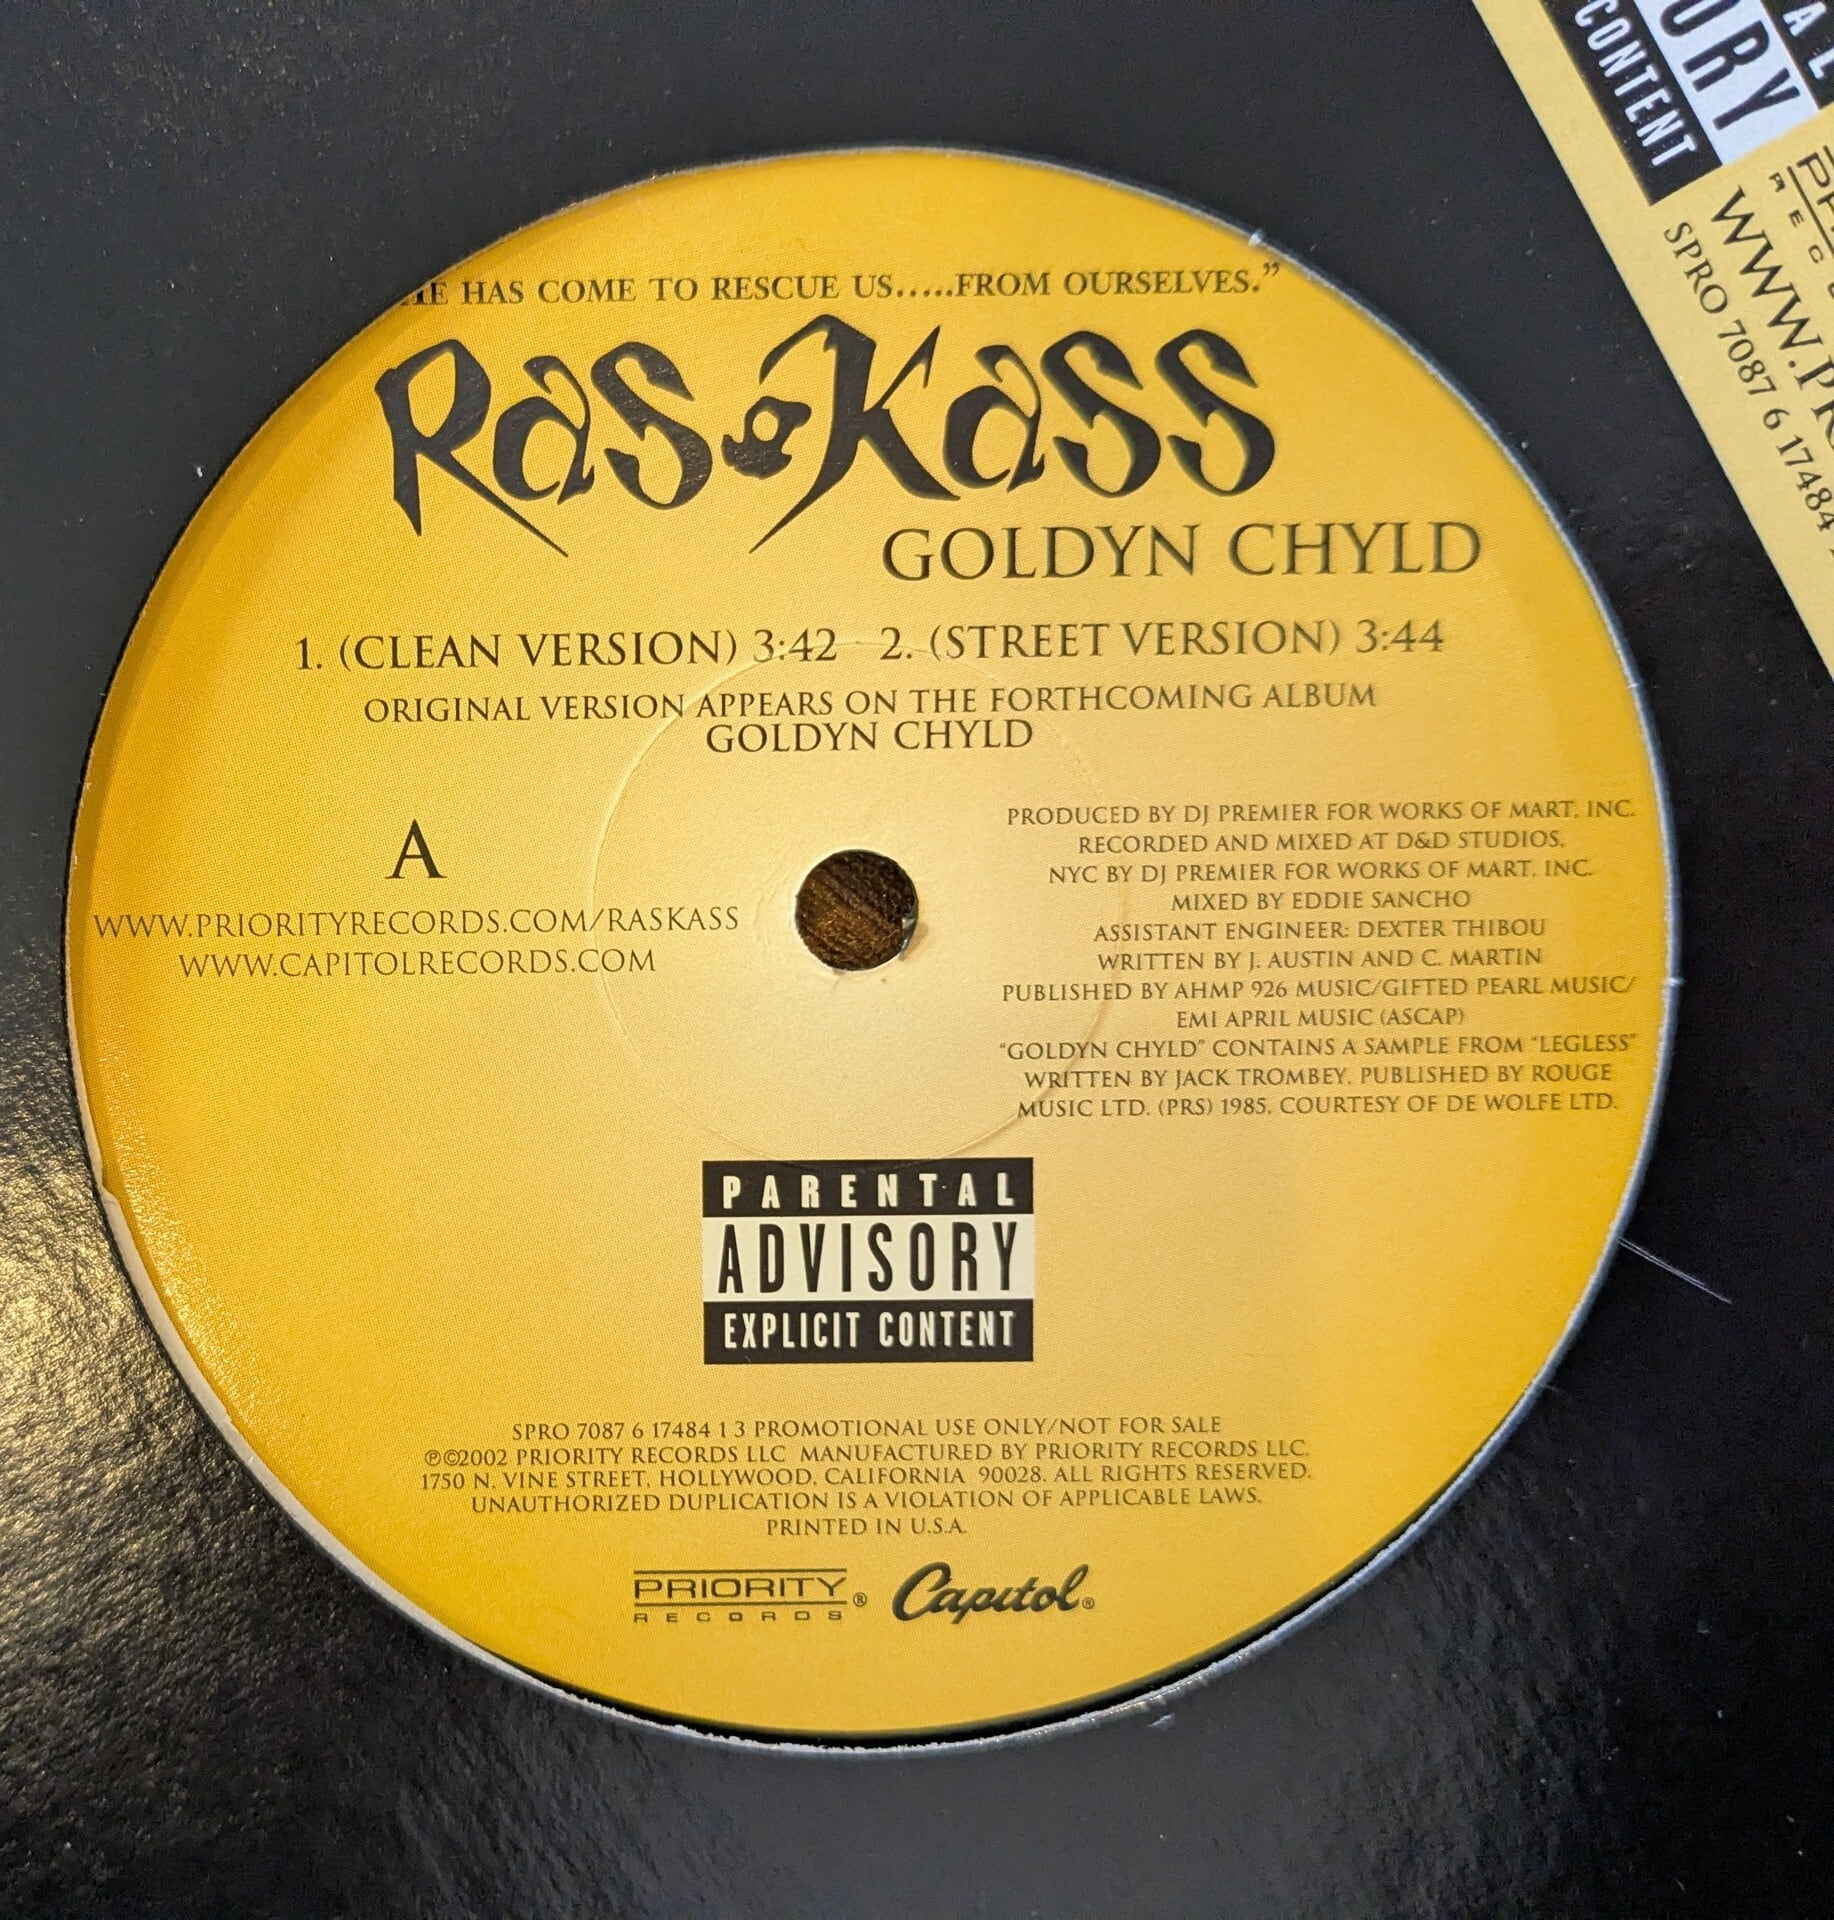 HE HAS COME TO RESCUE US.....FROM OURSELVES.”
RAS KASS
GOLDYN CHYLD
1. (CLEAN VERSION) 3:42 2. (STREET VERSION) 3:44
ORIGINAL VERSION APPEARS ON THE FORTHCOMING ALBUM
GOLDYN CHYLD
A
WWW.PRIORITYRECORDS.COM/RASKASS
WWW.CAPITOLRECORDS.COM
PRODUCED BY DJ PREMIER FOR WORKS OF MART, INC.
RECORDED AND MIXED AT D&D STUDIOS,
NYC BY DJ PREMIER FOR WORKS OF MART, INC.
MIXED BY EDDIE SANCHO
ASSISTANT ENGINEER: DEXTER THIBOU
WRITTEN BY J. AUSTIN AND C. MARTIN
PUBLISHED BY AHMP 926 MUSIC/GIFTED PEARL MUSIC/
EMI APRIL MUSIC (ASCAP)
"GOLDYN CHYLD" CONTAINS A SAMPLE FROM "LEGLESS"
WRITTEN BY JACK TROMBEY, PUBLISHED BY ROUGE
MUSIC LTD. (PRS) 1985, COURTESY OF DE WOLFE LTD.
PARENTAL
ADVISORY
EXPLICIT CONTENT
SPRO 7087 6 17484 1 3 PROMOTIONAL USE ONLY/NOT FOR SALE
℗©2002 PRIORITY RECORDS LLC MANUFACTURED BY PRIORITY RECORDS LLC,
1750 N. VINE STREET, HOLLYWOOD, CALIFORNIA 90028. ALL RIGHTS RESERVED.
UNAUTHORIZED DUPLICATION IS A VIOLATION OF APPLICABLE LAWS.
PRINTED IN U.S.A.
PRIORITY ®
RECORDS
Capitol®
ORY
CONTENT
WWW.PR
SPRO 7087 6 17484